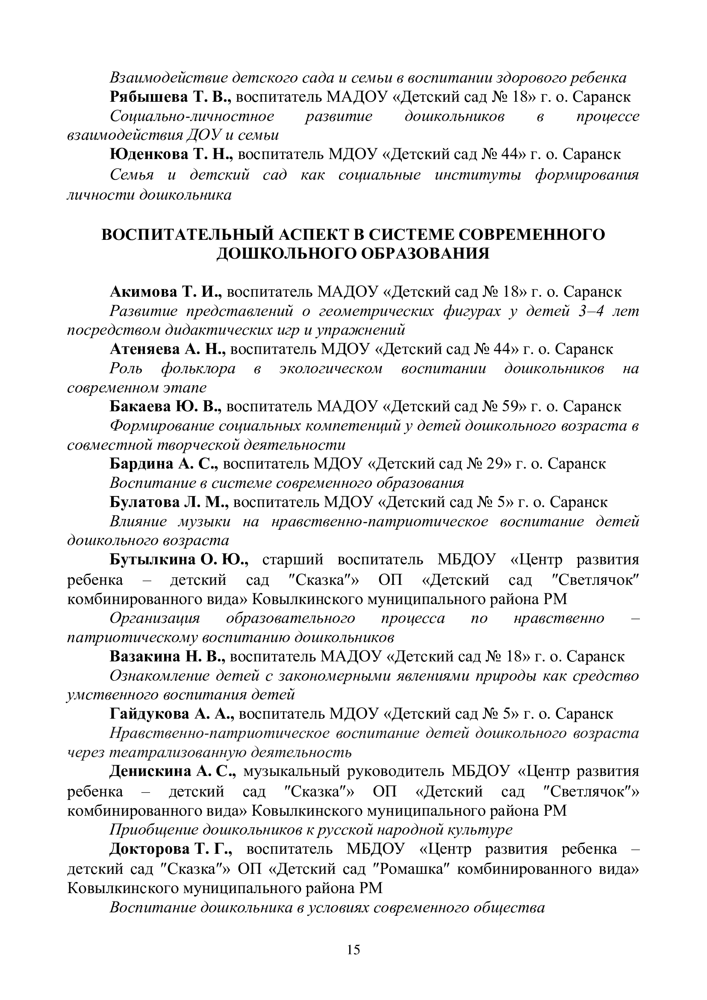 Взаимодействие детского сада и семьи в воспитании здорового ребенка
Рябышева Т. В., воспитатель МАДОУ «Детский сад № 18» г. о. Саранск
Социально-личностное развитие дошкольников в процессе
взаимодействия ДОУ и семьи
Юденкова Т. Н., воспитатель МДОУ «Детский сад № 44» г. о. Саранск
Семья и детский сад как социальные институты формирования
личности дошкольника
ВОСПИТАТЕЛЬНЫЙ АСПЕКТ В СИСТЕМЕ СОВРЕМЕННОГО
ДОШКОЛЬНОГО ОБРАЗОВАНИЯ
Акимова Т. И., воспитатель МАДОУ «Детский сад № 18» г. о. Саранск
Развитие представлений о геометрических фигурах у детей 3–4 лет
посредством дидактических игр и упражнений
Атеняева А. Н., воспитатель МДОУ «Детский сад № 44» г. о. Саранск
Роль фольклора в экологическом воспитании дошкольников на
современном этапе
Бакаева Ю. В., воспитатель МАДОУ «Детский сад № 59» г. о. Саранск
Формирование социальных компетенций у детей дошкольного возраста в
совместной творческой деятельности
Бардина А. С., воспитатель МДОУ «Детский сад № 29» г. о. Саранск
Воспитание в системе современного образования
Булатова Л. М., воспитатель МДОУ «Детский сад № 5» г. о. Саранск
Влияние музыки на нравственно-патриотическое воспитание детей
дошкольного возраста
Бутылкина О. Ю., старший воспитатель МБДОУ «Центр развития
ребенка – детский сад "Сказка"» ОП «Детский сад "Светлячок"
комбинированного вида» Ковылкинского муниципального района РМ
Организация образовательного процесса по нравственно –
патриотическому воспитанию дошкольников
Вазакина Н. В., воспитатель МАДОУ «Детский сад № 18» г. о. Саранск
Ознакомление детей с закономерными явлениями природы как средство
умственного воспитания детей
Гайдукова А. А., воспитатель МДОУ «Детский сад № 5» г. о. Саранск
Нравственно-патриотическое воспитание детей дошкольного возраста
через театрализованную деятельность
Денискина А. С., музыкальный руководитель МБДОУ «Центр развития
ребенка – детский сад "Сказка"» ОП «Детский сад "Светлячок"»
комбинированного вида» Ковылкинского муниципального района РМ
Приобщение дошкольников к русской народной культуре
Докторова Т. Г., воспитатель МБДОУ «Центр развития ребенка –
детский сад "Сказка"» ОП «Детский сад "Ромашка" комбинированного вида»
Ковылкинского муниципального района РМ
Воспитание дошкольника в условиях современного общества
15